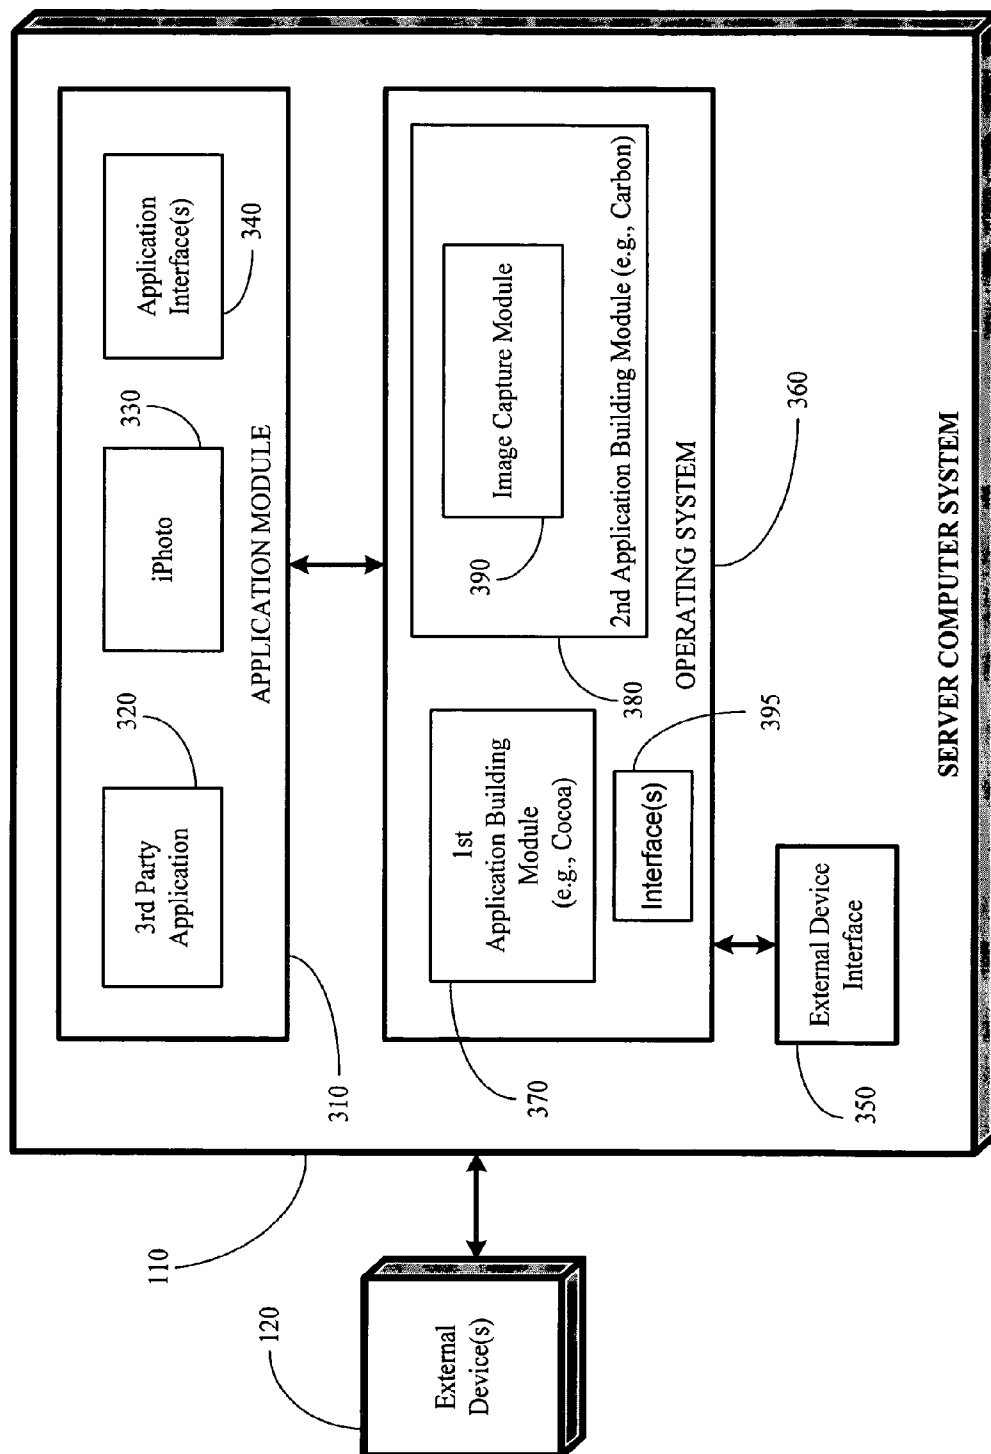 120
External
Device(s)
110
310
320
3rd Party
Application
330
iPhoto
Application
Interface(s)
340
APPLICATION MODULE
370
1st
Application Building
Module
(e.g., Cocoa)
380
390
Image Capture Module
2nd Application Building Module (e.g., Carbon)
Interface(s)
395
OPERATING SYSTEM
360
350
External Device
Interface
SERVER COMPUTER SYSTEM